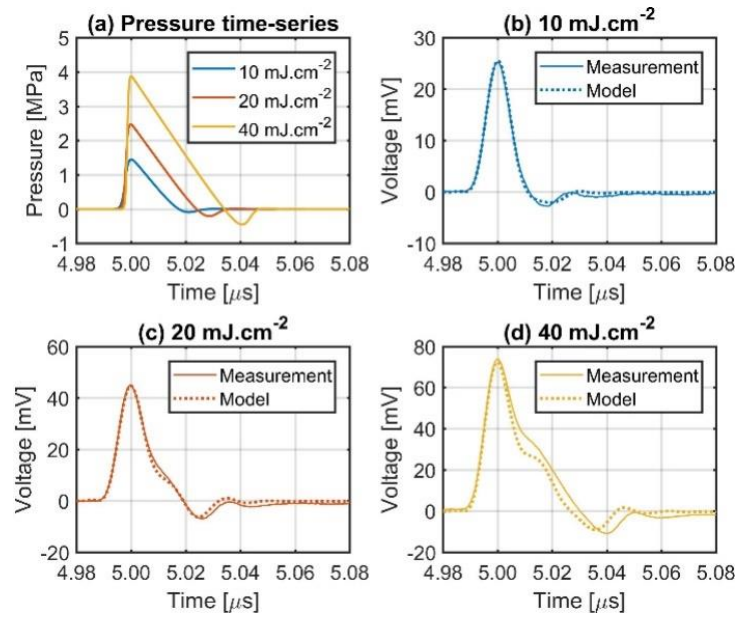 (a) Pressure time-series
Pressure [MPa]
5
4
3
2
1
0
-1
10 mJ.cm-2
20 mJ.cm-2
40 mJ.cm-2
4.98 5.00 5.02 5.04 5.06 5.08
Time [μs]
(b) 10 mJ.cm-2
Voltage [mV]
30
20
10
0
-10
Measurement
Model
4.98 5.00 5.02 5.04 5.06 5.08
Time [μs]
(c) 20 mJ.cm-2
Voltage [mV]
60
40
20
0
-20
Measurement
Model
4.98 5.00 5.02 5.04 5.06 5.08
Time [μs]
(d) 40 mJ.cm-2
Voltage [mV]
80
60
40
20
0
-20
Measurement
Model
4.98 5.00 5.02 5.04 5.06 5.08
Time [μs]